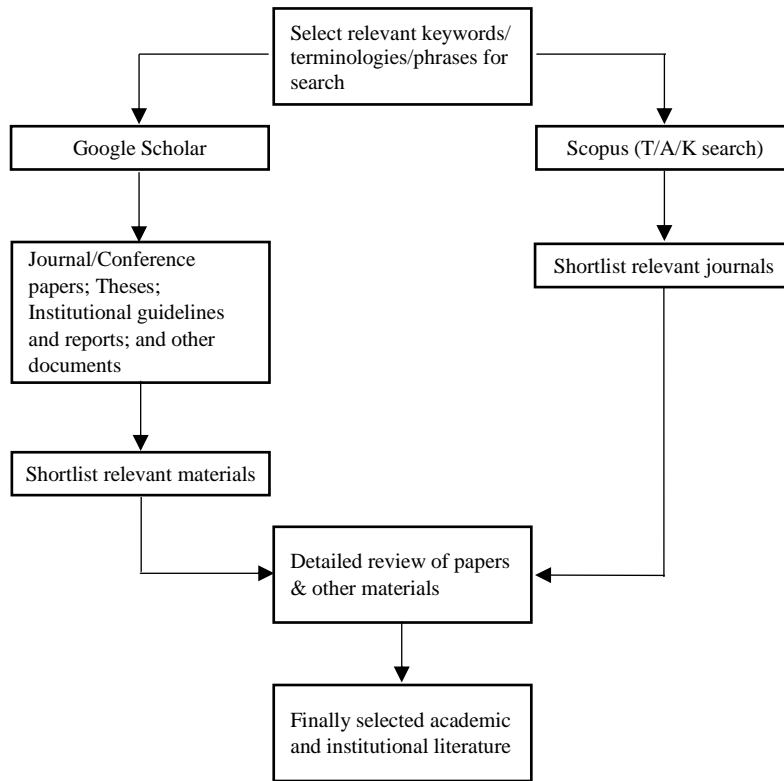 Select relevant keywords/
terminologies/phrases for
search
Google Scholar
Scopus (T/A/K search)
Journal/Conference
papers; Theses;
Institutional guidelines
and reports; and other
documents
Shortlist relevant journals
Shortlist relevant materials
Detailed review of papers
& other materials
Finally selected academic
and institutional literature